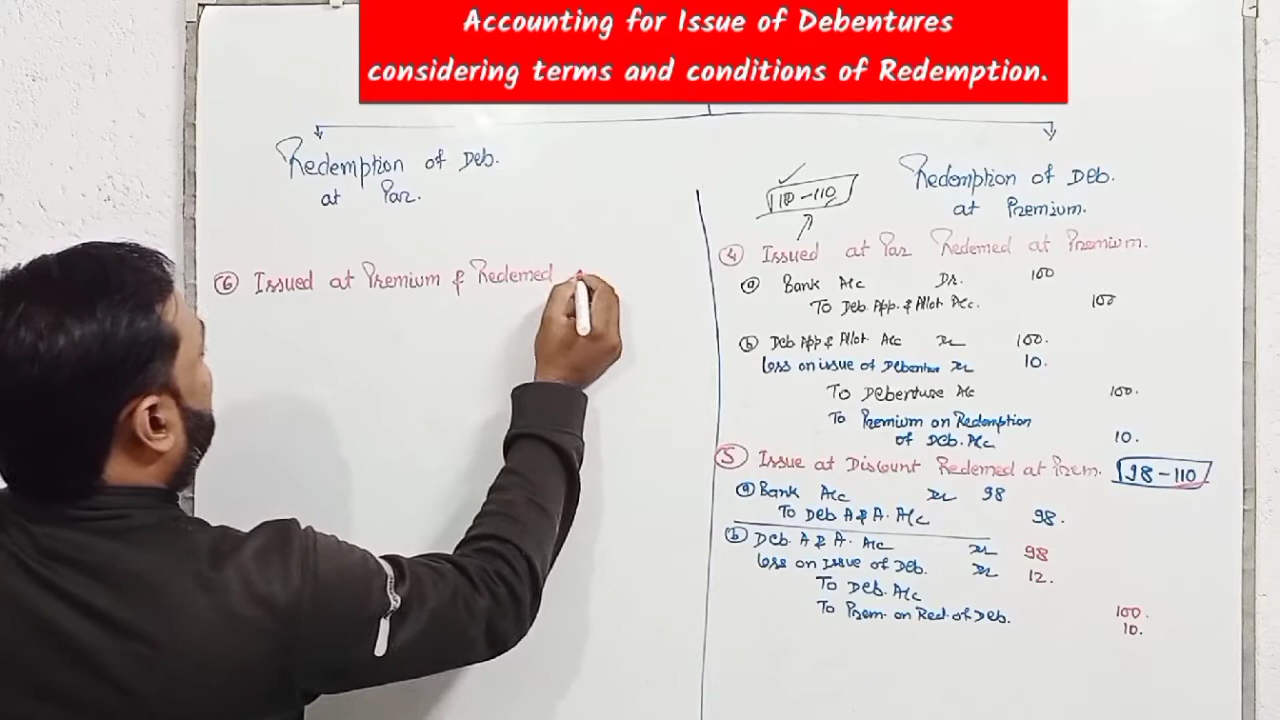 Accounting for Issue of Debentures
considering terms and conditions of Redemption.
Redemption of Deb.
at Par.
⑥ Issued at Premium & Redemed
110-110
Redemption of Deb.
at Premium.
④ Issued at Par Redemed at Premium.
ⓐ Bank A/c Dr. 100
To Deb. App. & Allot. A/c. 100
ⓑ Deb App & Allot. A/c Dr 100.
Loss on issue of Debenture Dr 10.
To Debenture A/c 100.
To Premium on Redemption
of Deb. A/c 10.
⑤ Issue at Discount Redemed at Prem. 98-110
ⓐ Bank A/c Dr 98
To Deb A & A. A/c 98.
ⓑ Deb. A & A. A/c Dr 98
Loss on Issue of Deb. Dr 12.
To Deb. A/c 100.
To Prem. on Red. of Deb. 10.